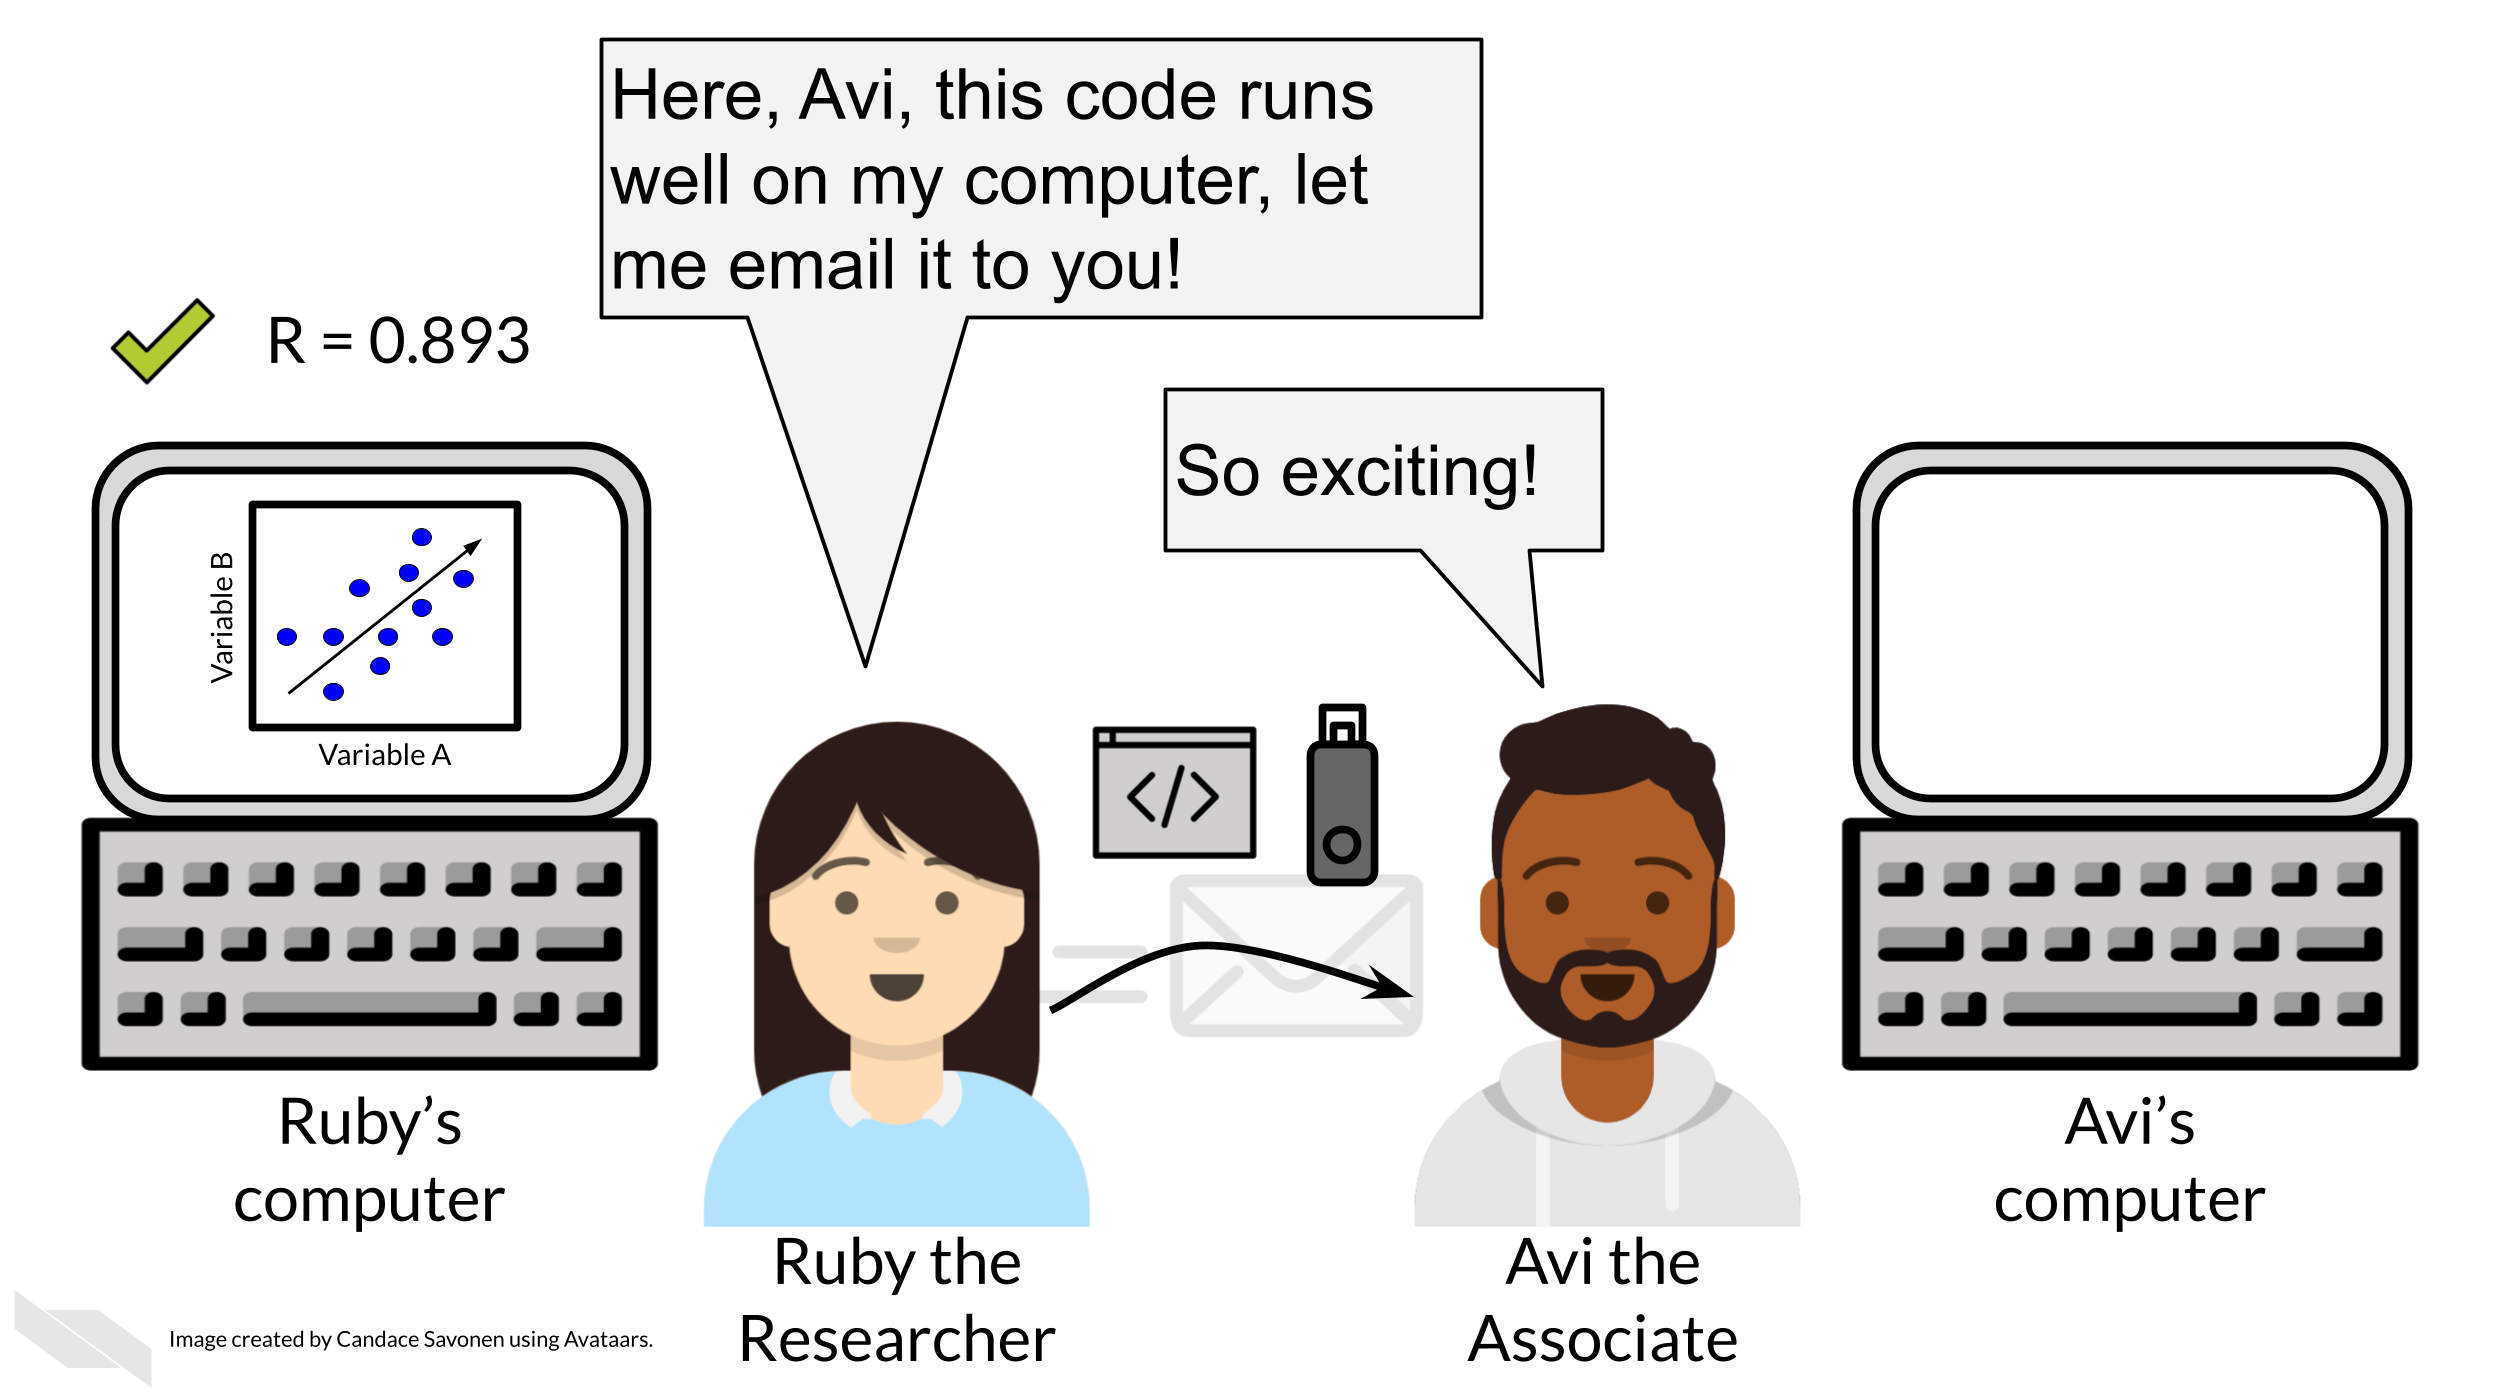 Here, Avi, this code runs
well on my computer, let
me email it to you!
R = 0.893
So exciting!
Variable B
Variable A
</>
Ruby's
computer
Ruby the
Researcher
Avi the
Associate
Avi's
computer
Image created by Candace Savonen using Avataars.